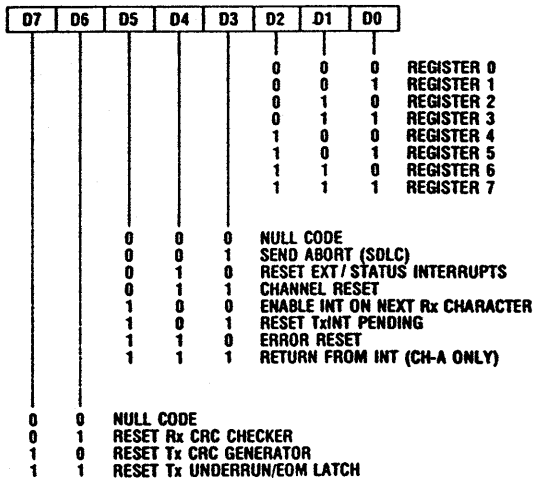 D7 D6 D5 D4 D3 D2 D1 D0
0 0 0 REGISTER 0
0 0 1 REGISTER 1
0 1 0 REGISTER 2
0 1 1 REGISTER 3
1 0 0 REGISTER 4
1 0 1 REGISTER 5
1 1 0 REGISTER 6
1 1 1 REGISTER 7
0 0 0 NULL CODE
0 0 1 SEND ABORT (SDLC)
0 1 0 RESET EXT / STATUS INTERRUPTS
0 1 1 CHANNEL RESET
1 0 0 ENABLE INT ON NEXT Rx CHARACTER
1 0 1 RESET TxINT PENDING
1 1 0 ERROR RESET
1 1 1 RETURN FROM INT (CH-A ONLY)
0 0 NULL CODE
0 1 RESET Rx CRC CHECKER
1 0 RESET Tx CRC GENERATOR
1 1 RESET Tx UNDERRUN/EOM LATCH